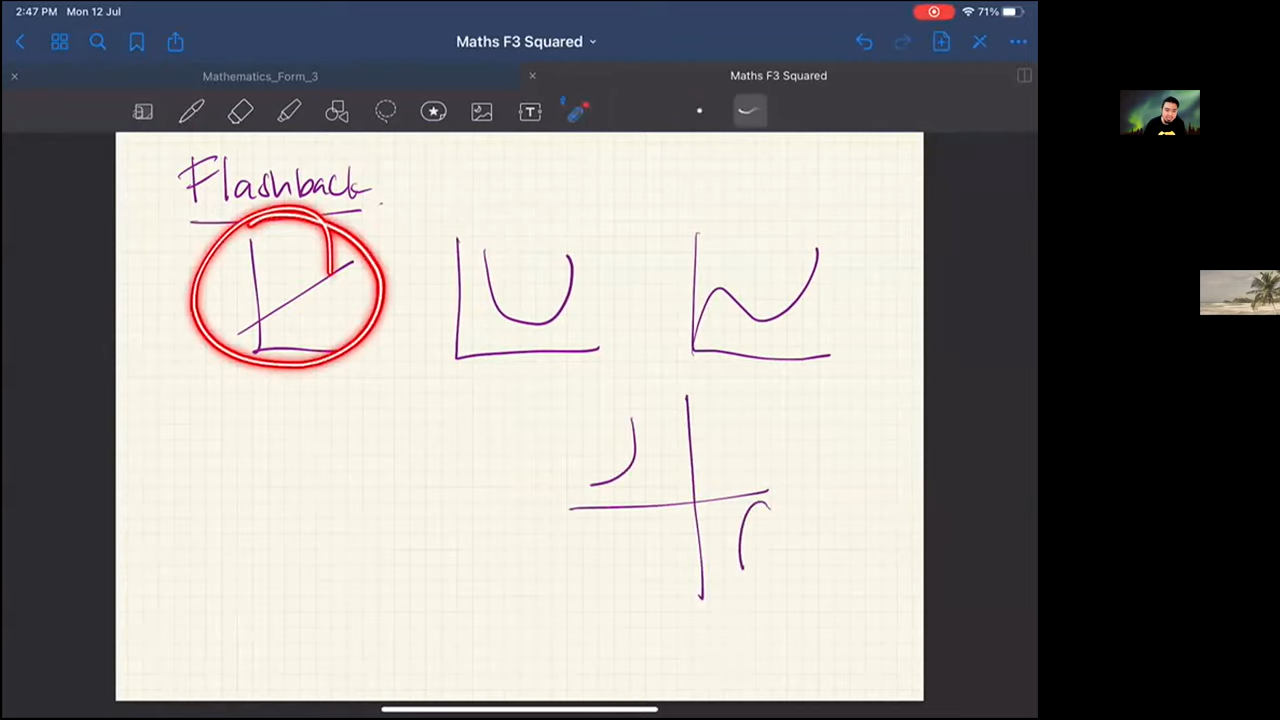 2:47 PM Mon 12 Jul
71%
Maths F3 Squared
Mathematics_Form_3
Maths F3 Squared
T
Flashback